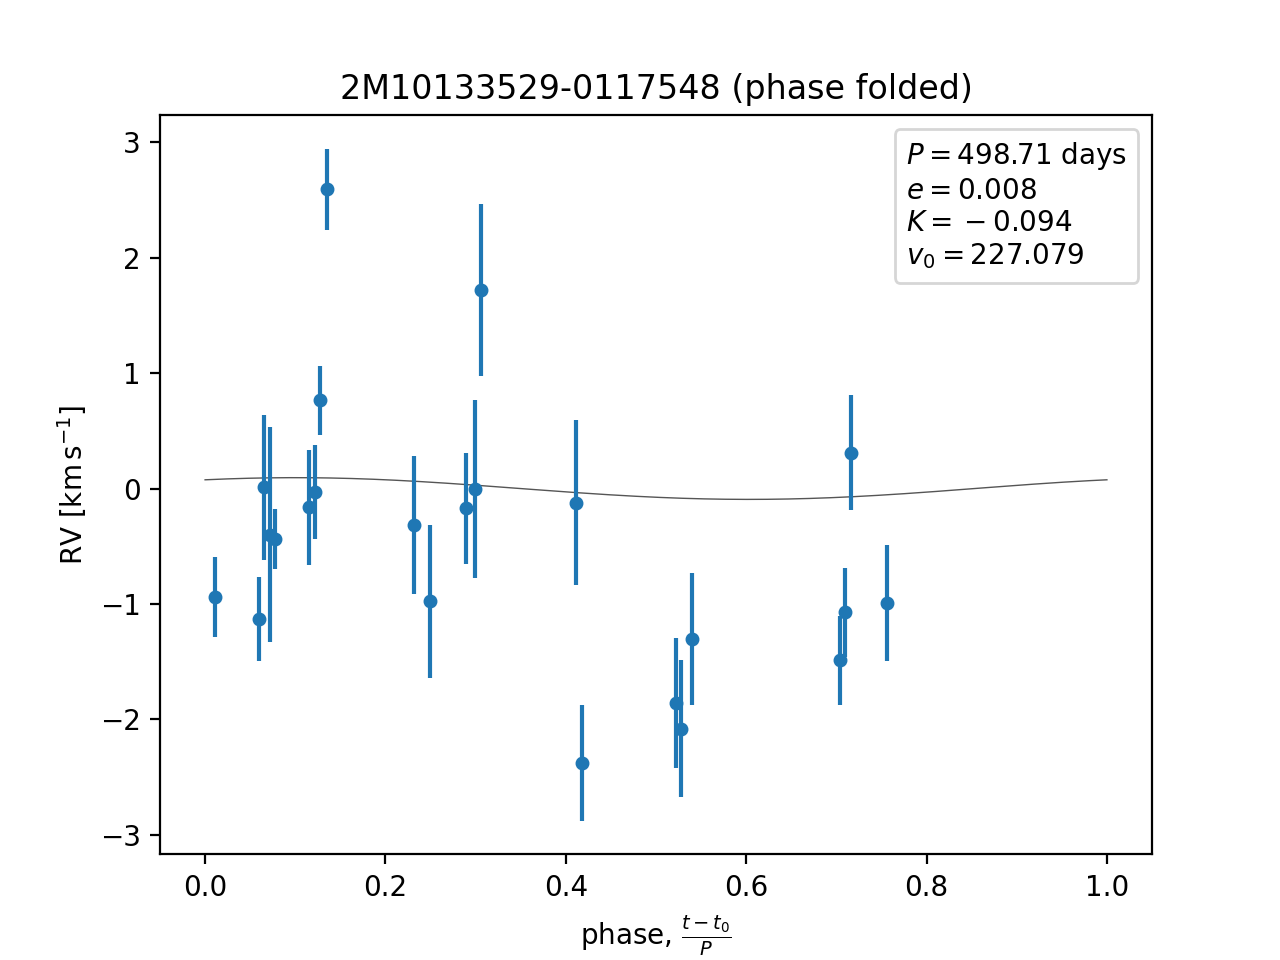 2M10133529-0117548 (phase folded)
P = 498.71 days
e = 0.008
K = −0.094
v₀ = 227.079
3
2
1
0
−1
−2
−3
RV [km s⁻¹]
0.0 0.2 0.4 0.6 0.8 1.0
phase, (t − t₀)/P